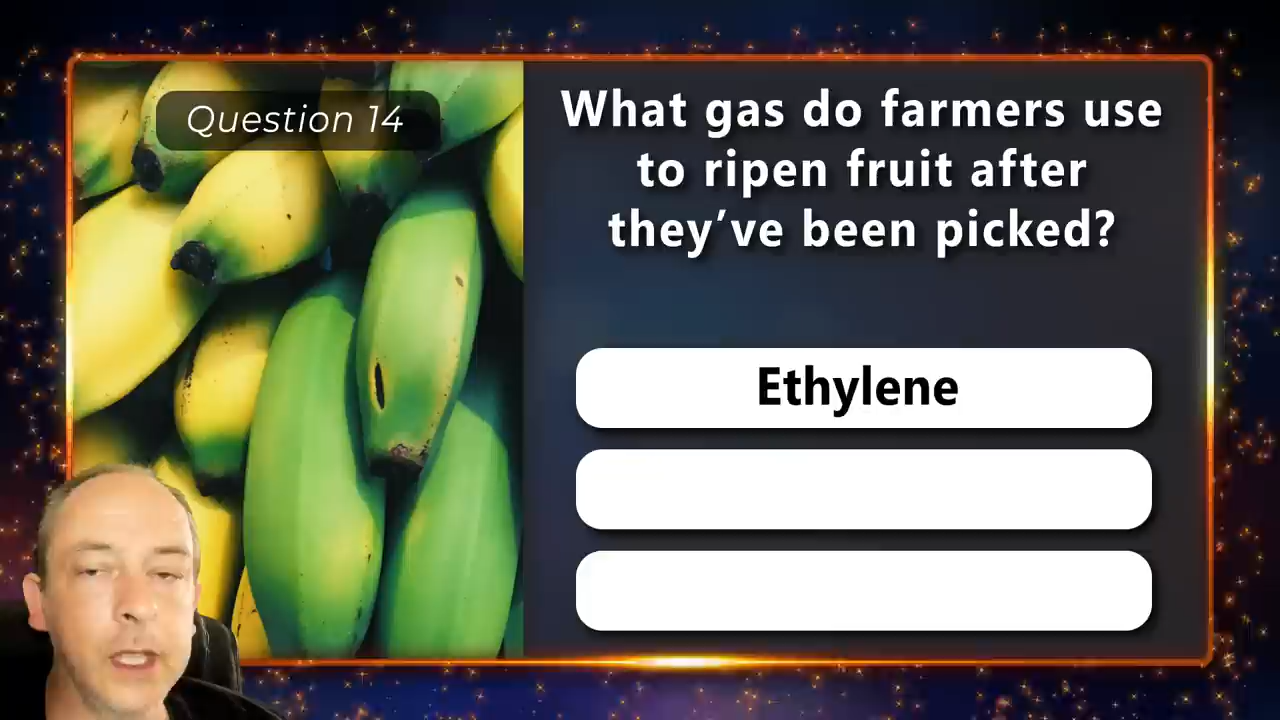 Question 14
What gas do farmers use
to ripen fruit after
they’ve been picked?
Ethylene